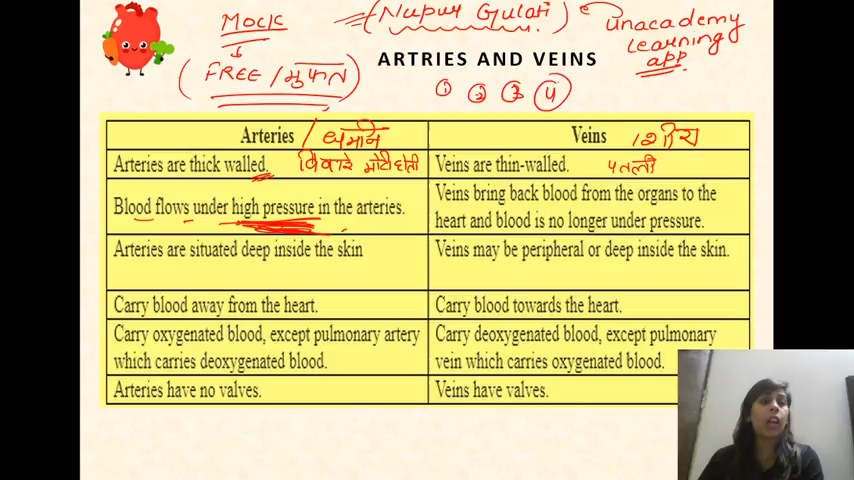 Mock
(Nupur Gulati)
unacademy
learning
app
(FREE / मुफ्त)
ARTRIES AND VEINS
① ② ③ ④
Arteries / धमनि
Veins शिरा
Arteries are thick walled. दिवारे मोटी होती
Veins are thin-walled. पतली
Blood flows under high pressure in the arteries.
Veins bring back blood from the organs to the
heart and blood is no longer under pressure.
Arteries are situated deep inside the skin
Veins may be peripheral or deep inside the skin.
Carry blood away from the heart.
Carry blood towards the heart.
Carry oxygenated blood, except pulmonary artery
which carries deoxygenated blood.
Carry deoxygenated blood, except pulmonary
vein which carries oxygenated blood.
Arteries have no valves.
Veins have valves.